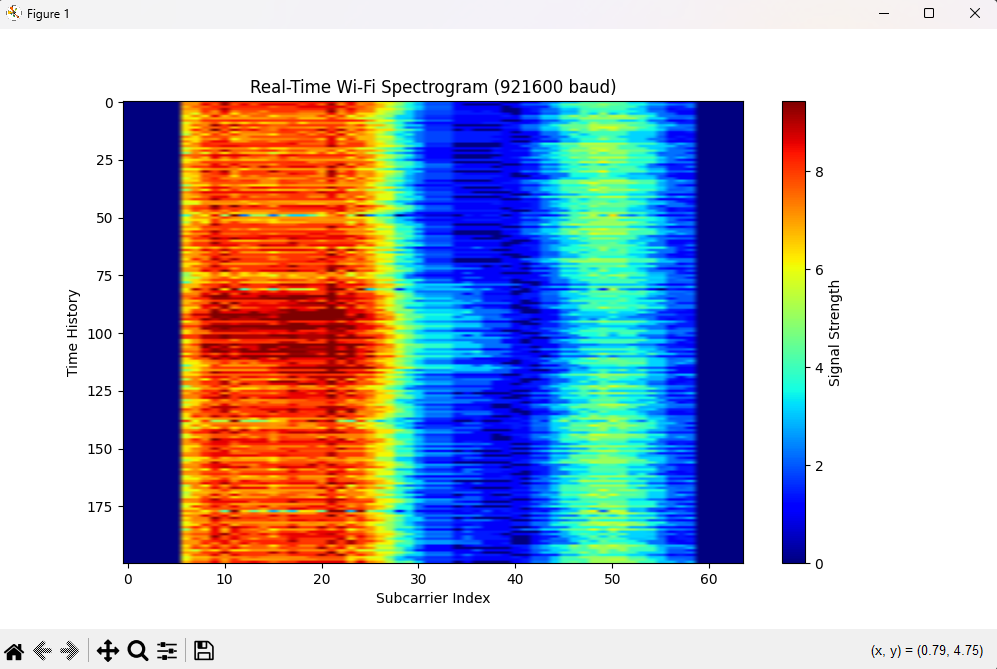 Figure 1
Real-Time Wi-Fi Spectrogram (921600 baud)
0
25
50
75
100
125
150
175
Time History
0 10 20 30 40 50 60
Subcarrier Index
8
6
4
2
0
Signal Strength
(x, y) = (0.79, 4.75)